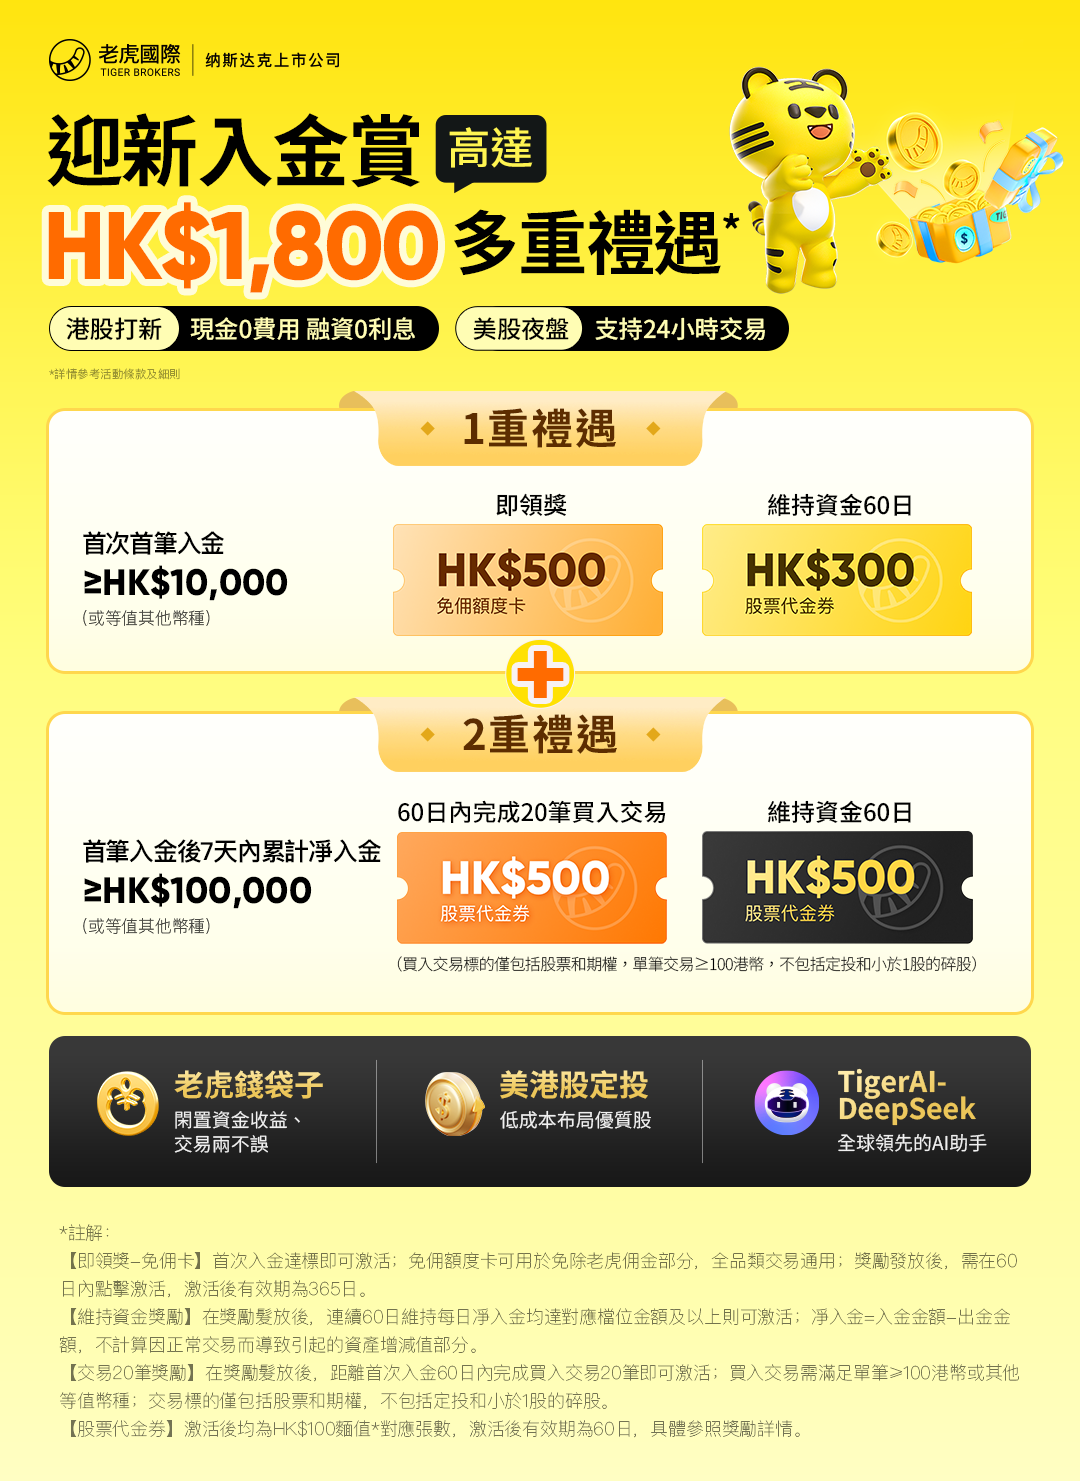 老虎國際
TIGER BROKERS
纳斯达克上市公司
迎新入金賞 高達
HK$1,800 多重禮遇*
港股打新 現金0費用 融資0利息 美股夜盤 支持24小時交易
*詳情參考活動條款及細則
1重禮遇
首次首筆入金
≥HK$10,000
(或等值其他幣種)
即領獎
HK$500
免佣額度卡
維持資金60日
HK$300
股票代金券
2重禮遇
首筆入金後7天內累計淨入金
≥HK$100,000
(或等值其他幣種)
60日內完成20筆買入交易
HK$500
股票代金券
維持資金60日
HK$500
股票代金券
(買入交易標的僅包括股票和期權，單筆交易≥100港幣，不包括定投和小於1股的碎股)
老虎錢袋子
閑置資金收益、
交易兩不誤
美港股定投
低成本布局優質股
TigerAI-
DeepSeek
全球領先的AI助手
*註解：
【即領獎-免佣卡】首次入金達標即可激活；免佣額度卡可用於免除老虎佣金部分，全品類交易通用；獎勵發放後，需在60
日內點擊激活，激活後有效期為365日。
【維持資金獎勵】在獎勵髮放後，連續60日維持每日凈入金均達對應檔位金額及以上則可激活；凈入金=入金金額-出金金
額，不計算因正常交易而導致引起的資產增減值部分。
【交易20筆獎勵】在獎勵髮放後，距離首次入金60日內完成買入交易20筆即可激活；買入交易需滿足單筆≥100港幣或其他
等值幣種；交易標的僅包括股票和期權，不包括定投和小於1股的碎股。
【股票代金券】激活後均為HK$100麵值*對應張數，激活後有效期為60日，具體參照獎勵詳情。